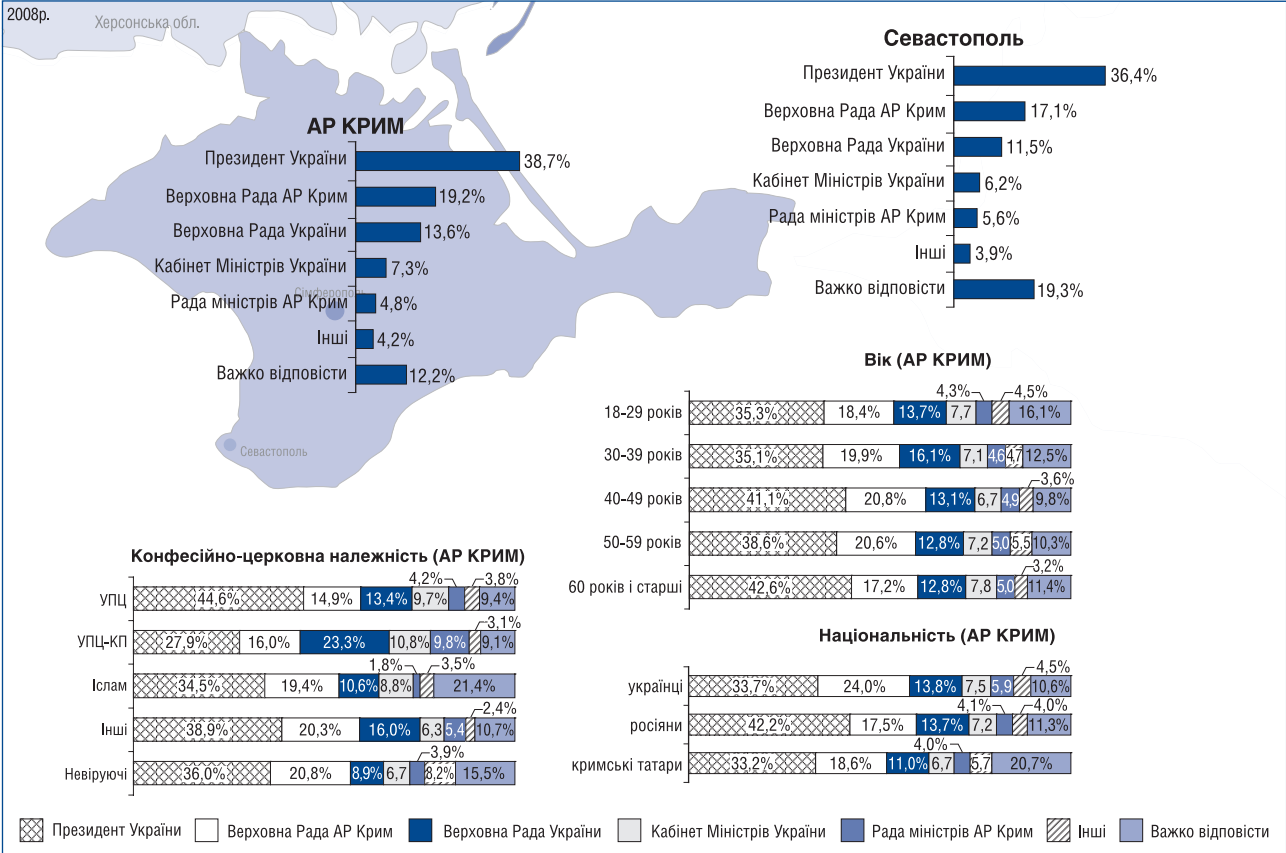 2008р.
Херсонська обл.
АР КРИМ
Президент України 38,7%
Верховна Рада АР Крим 19,2%
Верховна Рада України 13,6%
Кабінет Міністрів України 7,3%
Сімферополь
Рада міністрів АР Крим 4,8%
Інші 4,2%
Важко відповісти 12,2%
Севастополь
Севастополь
Президент України 36,4%
Верховна Рада АР Крим 17,1%
Верховна Рада України 11,5%
Кабінет Міністрів України 6,2%
Рада міністрів АР Крим 5,6%
Інші 3,9%
Важко відповісти 19,3%
Вік (АР КРИМ)
4,3% 4,5%
18-29 років 35,3% 18,4% 13,7% 7,7 16,1%
30-39 років 35,1% 19,9% 16,1% 7,1 4,6 4,7 12,5%
3,6%
40-49 років 41,1% 20,8% 13,1% 6,7 4,9 9,8%
50-59 років 38,6% 20,6% 12,8% 7,2 5,0 5,5 10,3%
3,2%
60 років і старші 42,6% 17,2% 12,8% 7,8 5,0 11,4%
Конфесійно-церковна належність (АР КРИМ)
4,2% 3,8%
УПЦ 44,6% 14,9% 13,4% 9,7% 9,4%
3,1%
УПЦ-КП 27,9% 16,0% 23,3% 10,8% 9,8% 9,1%
1,8% 3,5%
Іслам 34,5% 19,4% 10,6% 8,8% 21,4%
2,4%
Інші 38,9% 20,3% 16,0% 6,3 5,4 10,7%
3,9%
Невіруючі 36,0% 20,8% 8,9% 6,7 8,2% 15,5%
Національність (АР КРИМ)
4,5%
українці 33,7% 24,0% 13,8% 7,5 5,9 10,6%
4,1% 4,0%
росіяни 42,2% 17,5% 13,7% 7,2 11,3%
4,0%
кримські татари 33,2% 18,6% 11,0% 6,7 5,7 20,7%
Президент України Верховна Рада АР Крим Верховна Рада України Кабінет Міністрів України Рада міністрів АР Крим Інші Важко відповісти